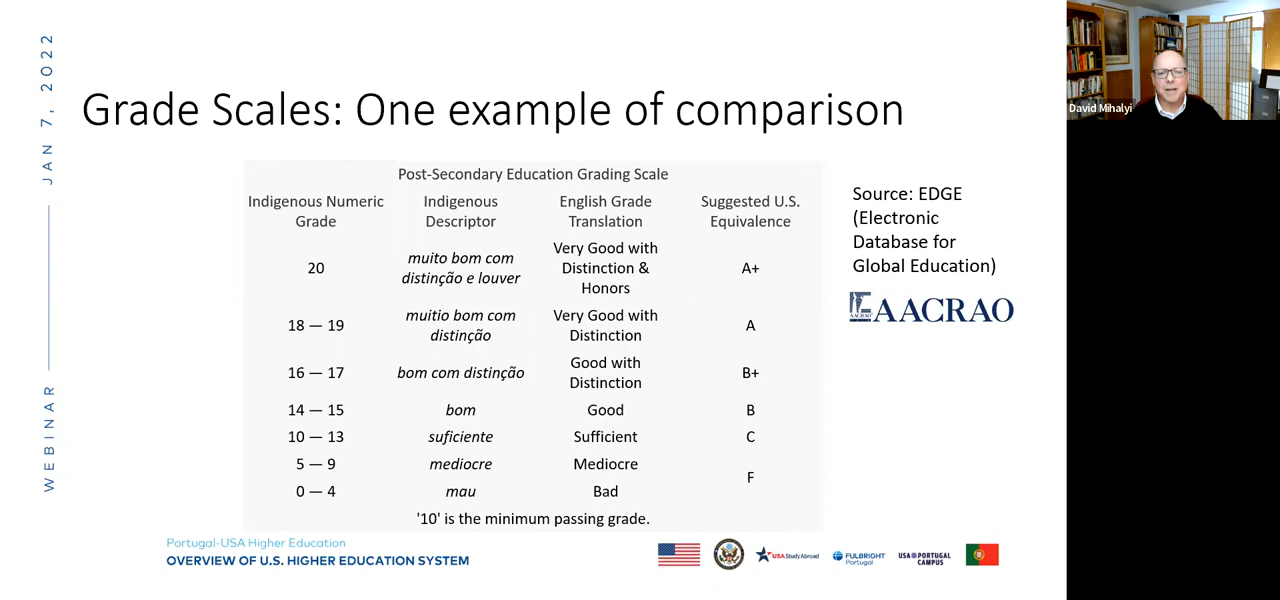 WEBINAR — JAN 7, 2022
Grade Scales: One example of comparison
Post-Secondary Education Grading Scale
Indigenous Numeric Grade
Indigenous Descriptor
English Grade Translation
Suggested U.S. Equivalence
20
muito bom com
distinção e louver
Very Good with
Distinction &
Honors
A+
18 — 19
muitio bom com
distinção
Very Good with
Distinction
A
16 — 17
bom com distinção
Good with
Distinction
B+
14 — 15
bom
Good
B
10 — 13
suficiente
Sufficient
C
5 — 9
mediocre
Mediocre
0 — 4
mau
Bad
F
'10' is the minimum passing grade.
Source: EDGE
(Electronic
Database for
Global Education)
AACRAO
Portugal-USA Higher Education
OVERVIEW OF U.S. HIGHER EDUCATION SYSTEM
USA Study Abroad
FULBRIGHT
Portugal
USA PORTUGAL
CAMPUS
David Mihalyi